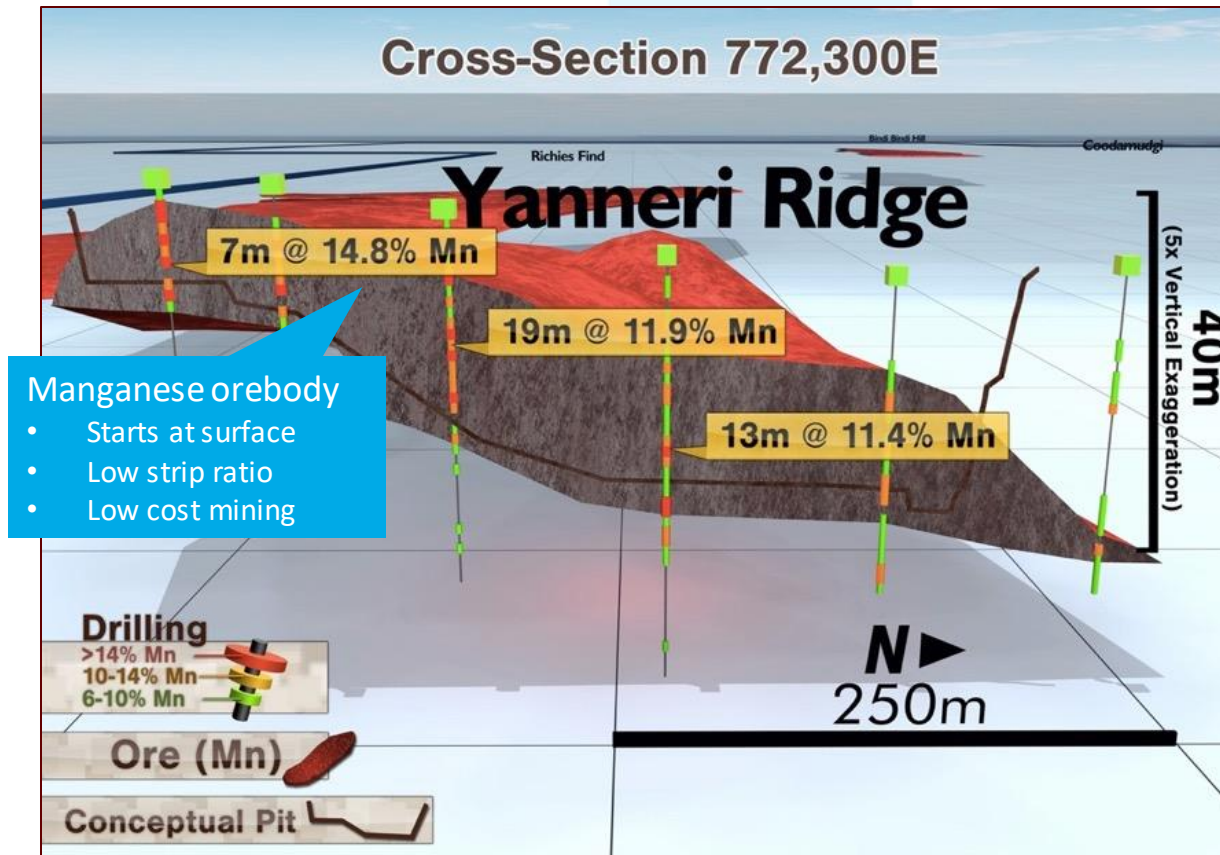 Cross-Section 772,300E
Bindi Bindi Hill
Richies Find
Coodamudgi
Yanneri Ridge
7m @ 14.8% Mn
19m @ 11.9% Mn
13m @ 11.4% Mn
(5x Vertical Exaggeration)
40m
Manganese orebody
• Starts at surface
• Low strip ratio
• Low cost mining
Drilling
>14% Mn
10-14% Mn
6-10% Mn
N
250m
Ore (Mn)
Conceptual Pit